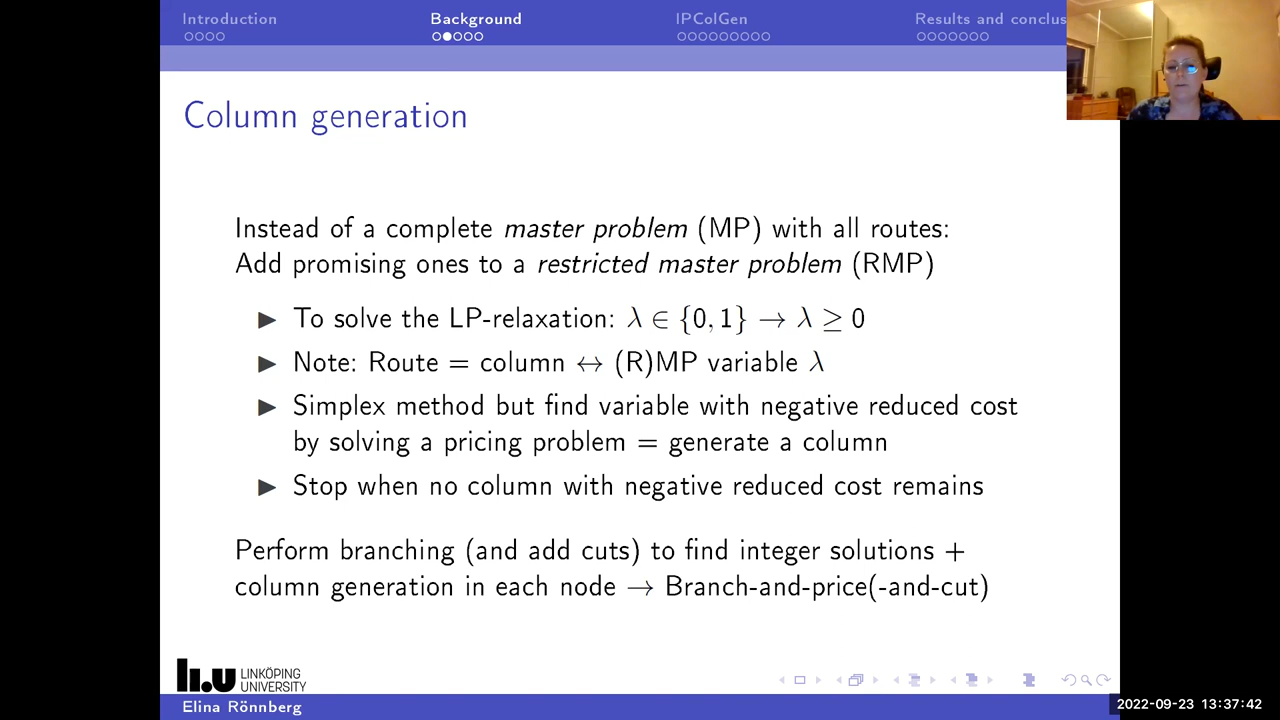 Introduction
Background
IPColGen
Results and conclus
Column generation
Instead of a complete master problem (MP) with all routes:
Add promising ones to a restricted master problem (RMP)
▶ To solve the LP-relaxation: λ ∈ {0, 1} → λ ≥ 0
▶ Note: Route = column ↔ (R)MP variable λ
▶ Simplex method but find variable with negative reduced cost
by solving a pricing problem = generate a column
▶ Stop when no column with negative reduced cost remains
Perform branching (and add cuts) to find integer solutions +
column generation in each node → Branch-and-price(-and-cut)
li.u LINKÖPING
UNIVERSITY
Elina Rönnberg
2022-09-23 13:37:42